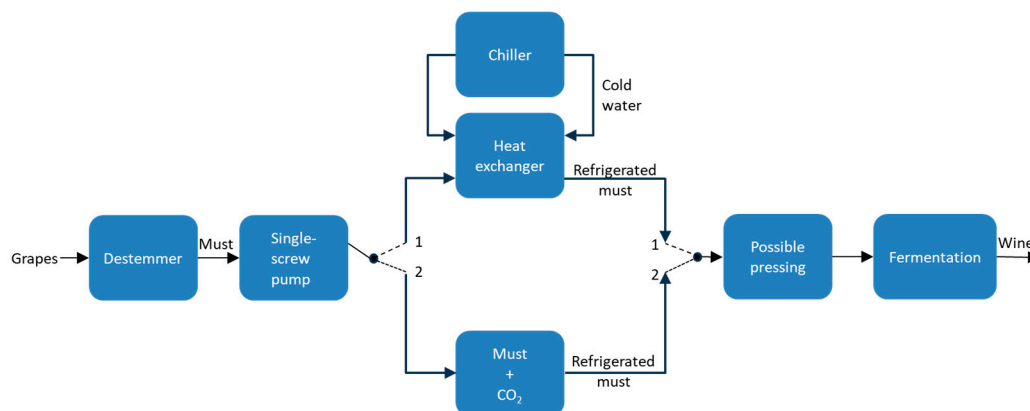 Chiller
Cold
water
Heat
exchanger
Refrigerated
must
1
2
Grapes
Destemmer
Must
Single-
screw
pump
1
2
Possible
pressing
Fermentation
Wine
Must
+
CO₂
Refrigerated
must